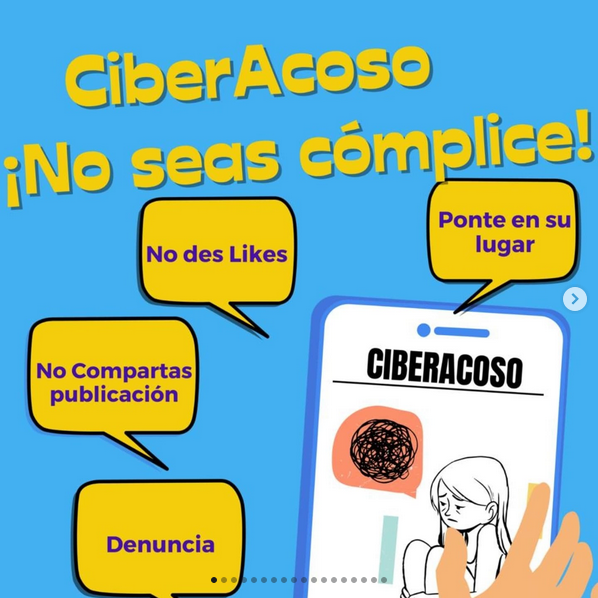 CiberAcoso
¡No seas cómplice!
Ponte en su
lugar
No des Likes
No Compartas
publicación
CIBERACOSO
Denuncia